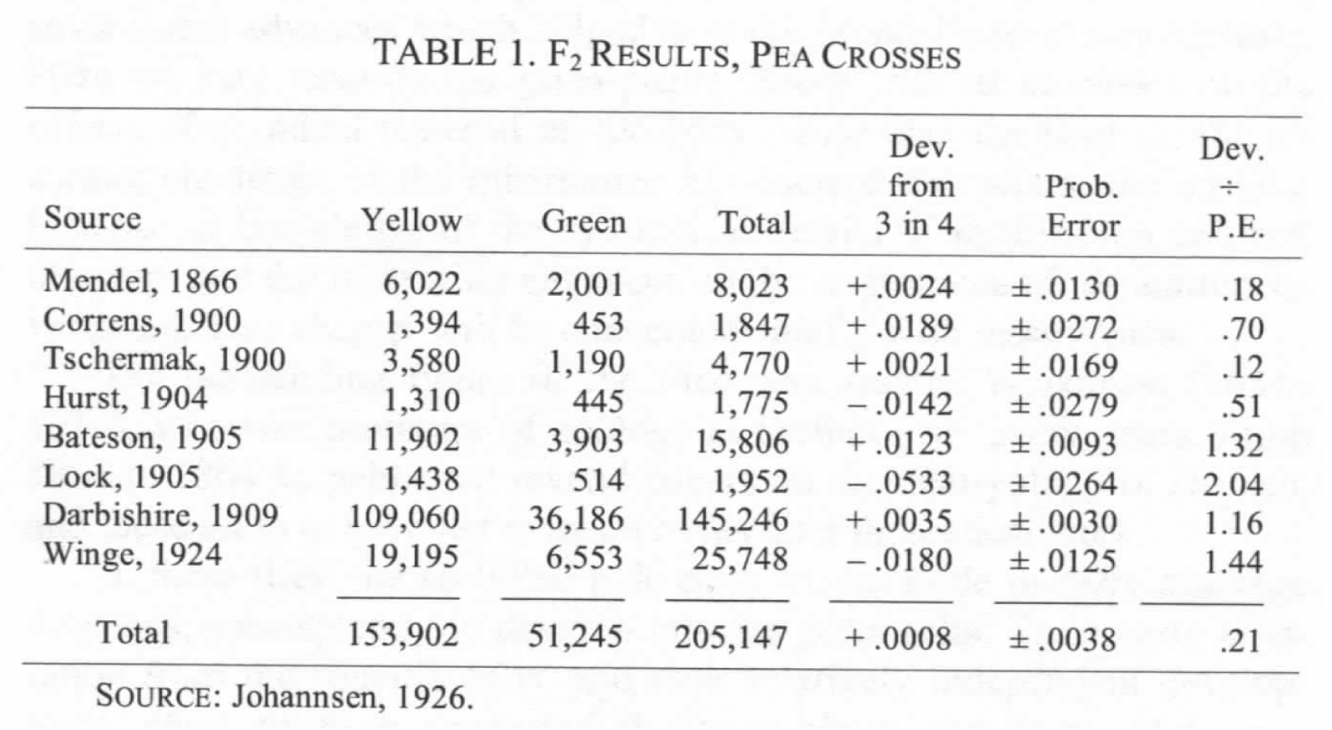 TABLE 1. F2 RESULTS, PEA CROSSES
Dev. Dev.
from Prob. ÷
Source Yellow Green Total 3 in 4 Error P.E.
Mendel, 1866 6,022 2,001 8,023 +.0024 ±.0130 .18
Correns, 1900 1,394 453 1,847 +.0189 ±.0272 .70
Tschermak, 1900 3,580 1,190 4,770 +.0021 ±.0169 .12
Hurst, 1904 1,310 445 1,775 −.0142 ±.0279 .51
Bateson, 1905 11,902 3,903 15,806 +.0123 ±.0093 1.32
Lock, 1905 1,438 514 1,952 −.0533 ±.0264 2.04
Darbishire, 1909 109,060 36,186 145,246 +.0035 ±.0030 1.16
Winge, 1924 19,195 6,553 25,748 −.0180 ±.0125 1.44
Total 153,902 51,245 205,147 +.0008 ±.0038 .21
SOURCE: Johannsen, 1926.